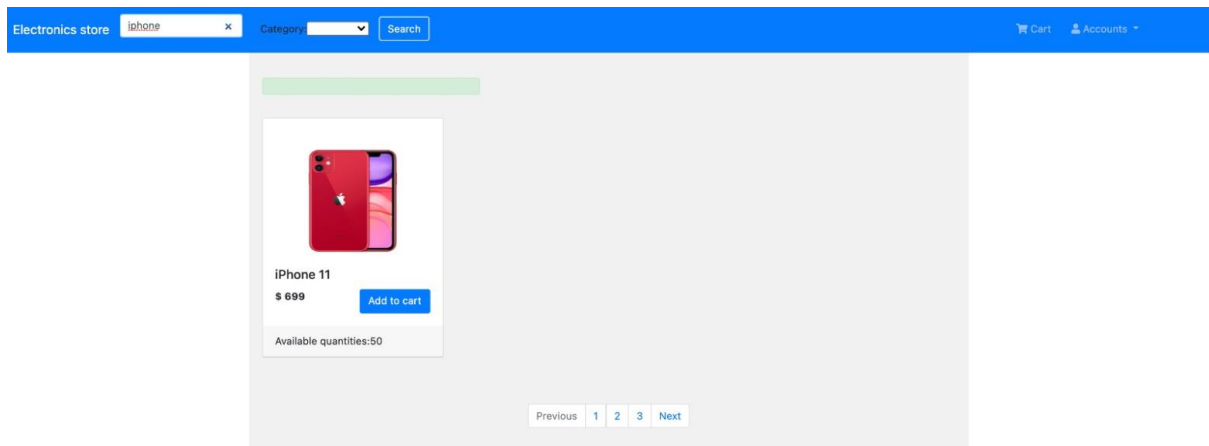 Electronics store iphone × Category: Search Cart Accounts
iPhone 11
$ 699 Add to cart
Available quantities:50
Previous 1 2 3 Next